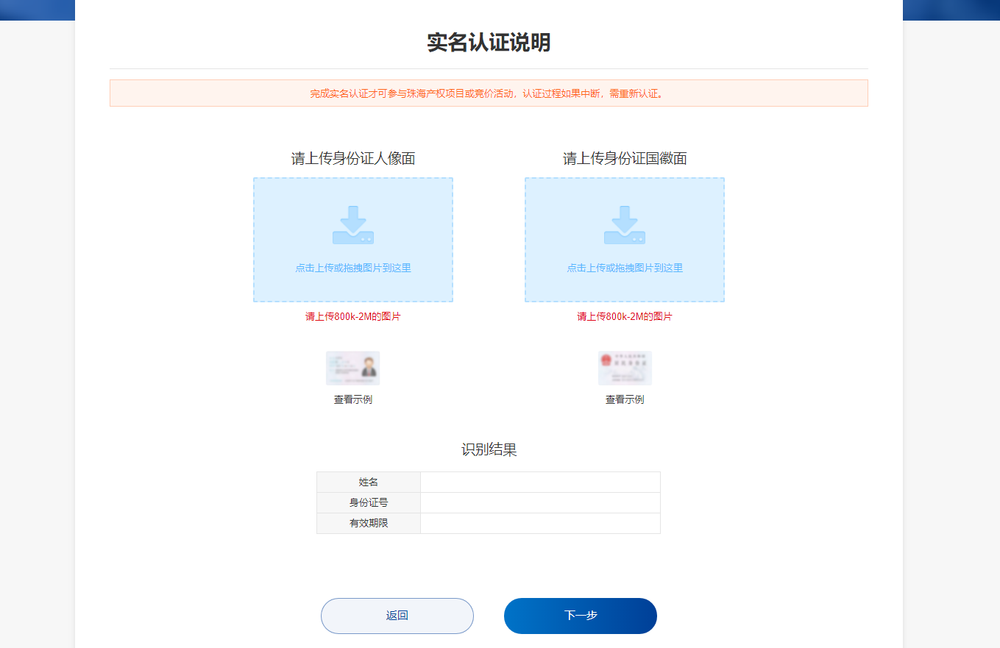 实名认证说明
完成实名认证才可参与珠海产权项目或竞价活动，认证过程如果中断，需重新认证。
请上传身份证人像面
请上传身份证国徽面
点击上传或拖拽图片到这里
点击上传或拖拽图片到这里
请上传800k-2M的图片
请上传800k-2M的图片
查看示例
查看示例
识别结果
姓名
身份证号
有效期限
返回
下一步